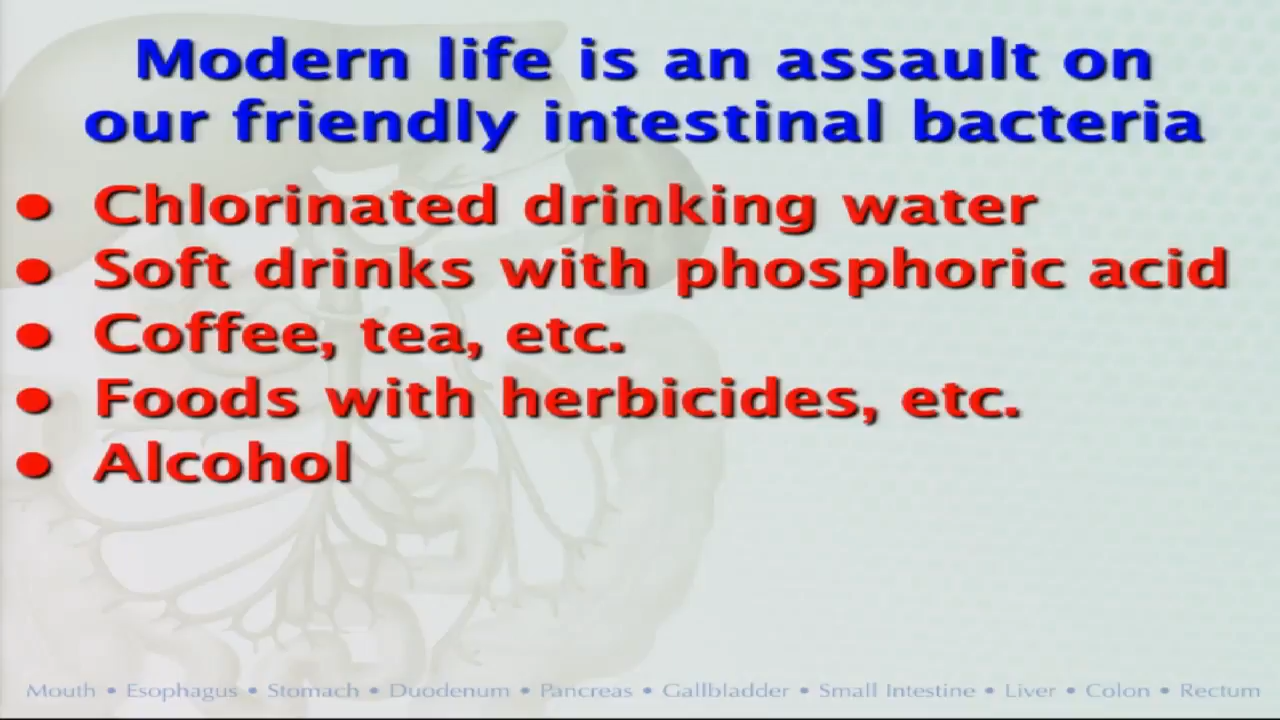 Modern life is an assault on
our friendly intestinal bacteria
• Chlorinated drinking water
• Soft drinks with phosphoric acid
• Coffee, tea, etc.
• Foods with herbicides, etc.
• Alcohol
Mouth • Esophagus • Stomach • Duodenum • Pancreas • Gallbladder • Small Intestine • Liver • Colon • Rectum